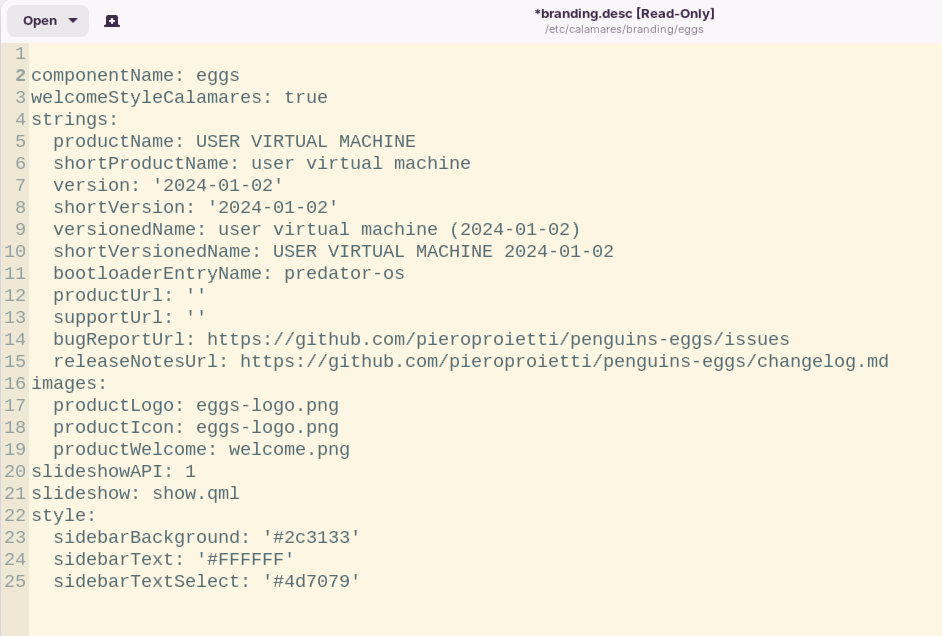 Open
*branding.desc [Read-Only]
/etc/calamares/branding/eggs
1
2 componentName: eggs
3 welcomeStyleCalamares: true
4 strings:
5   productName: USER VIRTUAL MACHINE
6   shortProductName: user virtual machine
7   version: '2024-01-02'
8   shortVersion: '2024-01-02'
9   versionedName: user virtual machine (2024-01-02)
10   shortVersionedName: USER VIRTUAL MACHINE 2024-01-02
11   bootloaderEntryName: predator-os
12   productUrl: ''
13   supportUrl: ''
14   bugReportUrl: https://github.com/pieroproietti/penguins-eggs/issues
15   releaseNotesUrl: https://github.com/pieroproietti/penguins-eggs/changelog.md
16 images:
17   productLogo: eggs-logo.png
18   productIcon: eggs-logo.png
19   productWelcome: welcome.png
20 slideshowAPI: 1
21 slideshow: show.qml
22 style:
23   sidebarBackground: '#2c3133'
24   sidebarText: '#FFFFFF'
25   sidebarTextSelect: '#4d7079'